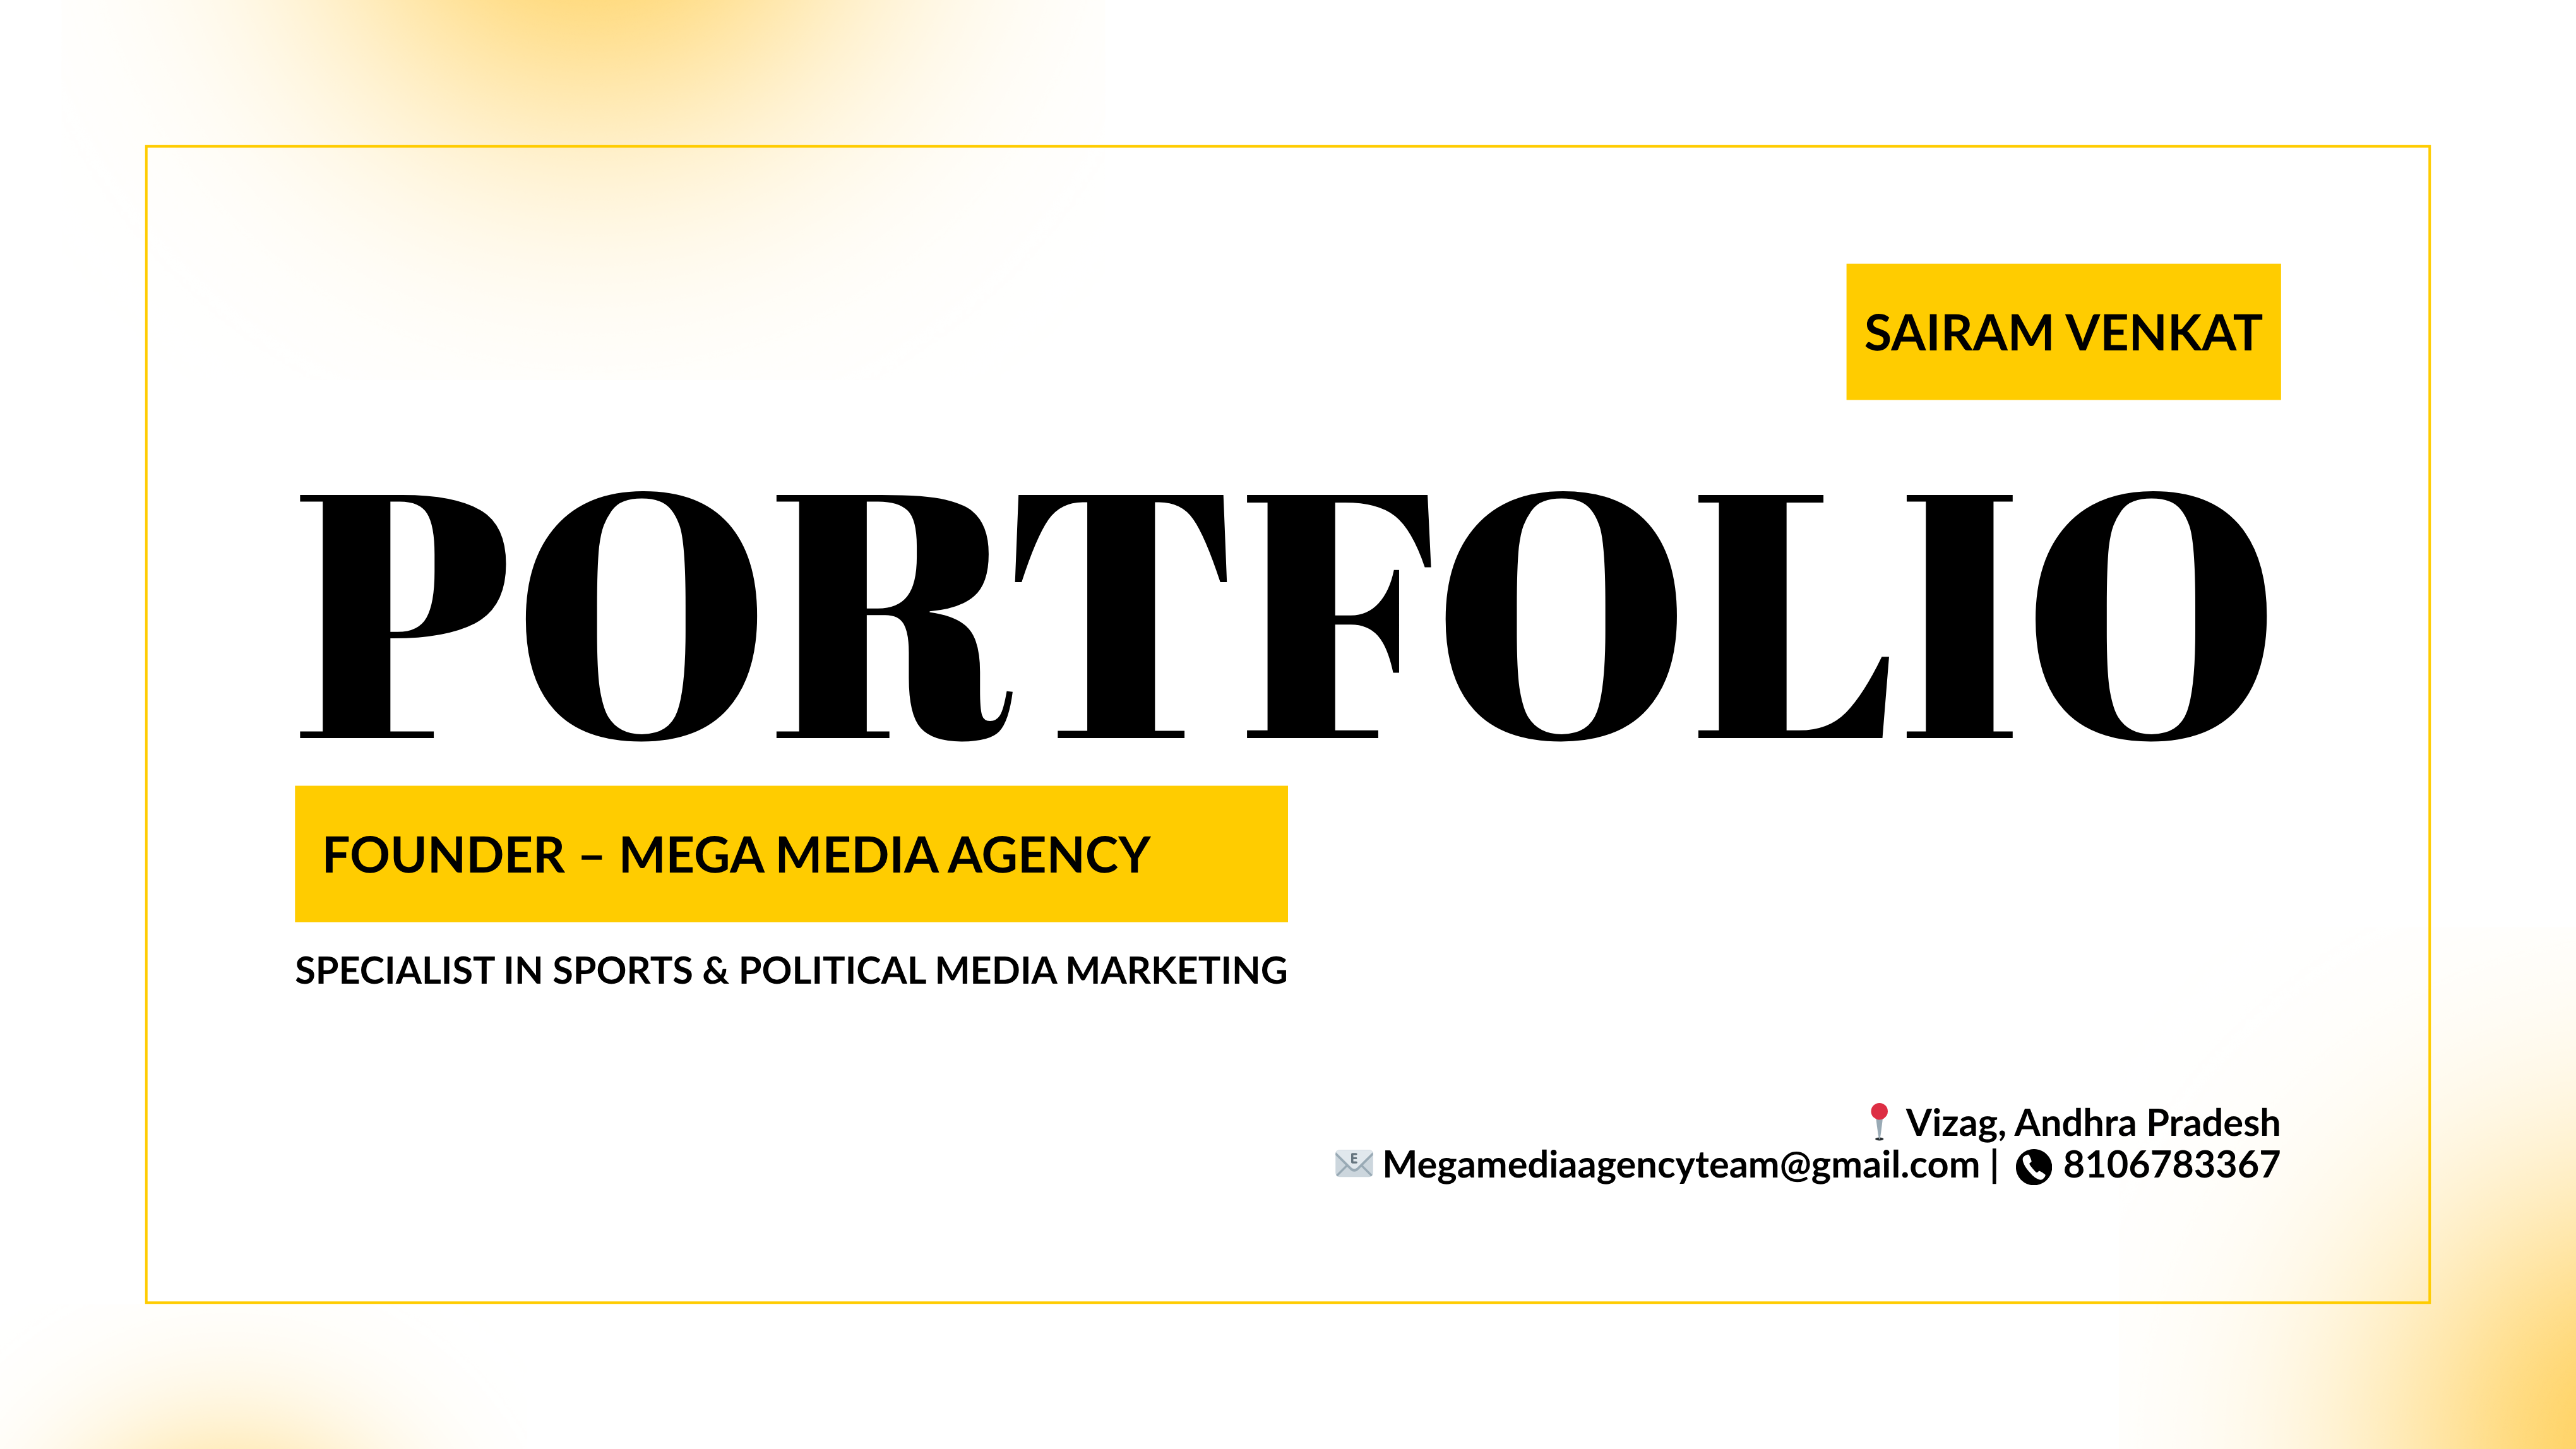 SAIRAM VENKAT
PORTFOLIO
FOUNDER – MEGA MEDIA AGENCY
SPECIALIST IN SPORTS & POLITICAL MEDIA MARKETING
📍 Vizag, Andhra Pradesh
📧 Megamediaagencyteam@gmail.com | 📞 8106783367